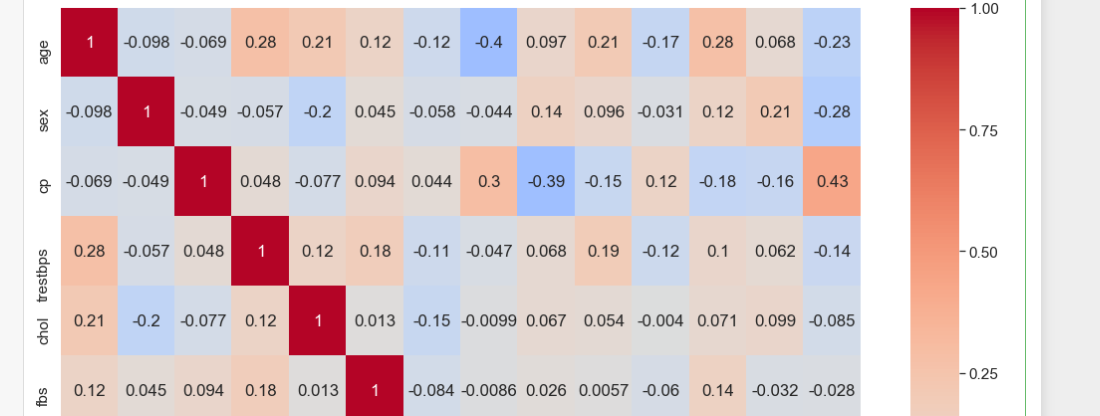 age 1 -0.098 -0.069 0.28 0.21 0.12 -0.12 -0.4 0.097 0.21 -0.17 0.28 0.068 -0.23
sex -0.098 1 -0.049 -0.057 -0.2 0.045 -0.058 -0.044 0.14 0.096 -0.031 0.12 0.21 -0.28
cp -0.069 -0.049 1 0.048 -0.077 0.094 0.044 0.3 -0.39 -0.15 0.12 -0.18 -0.16 0.43
trestbps 0.28 -0.057 0.048 1 0.12 0.18 -0.11 -0.047 0.068 0.19 -0.12 0.1 0.062 -0.14
chol 0.21 -0.2 -0.077 0.12 1 0.013 -0.15 -0.0099 0.067 0.054 -0.004 0.071 0.099 -0.085
fbs 0.12 0.045 0.094 0.18 0.013 1 -0.084 -0.0086 0.026 0.0057 -0.06 0.14 -0.032 -0.028
1.00
0.75
0.50
0.25